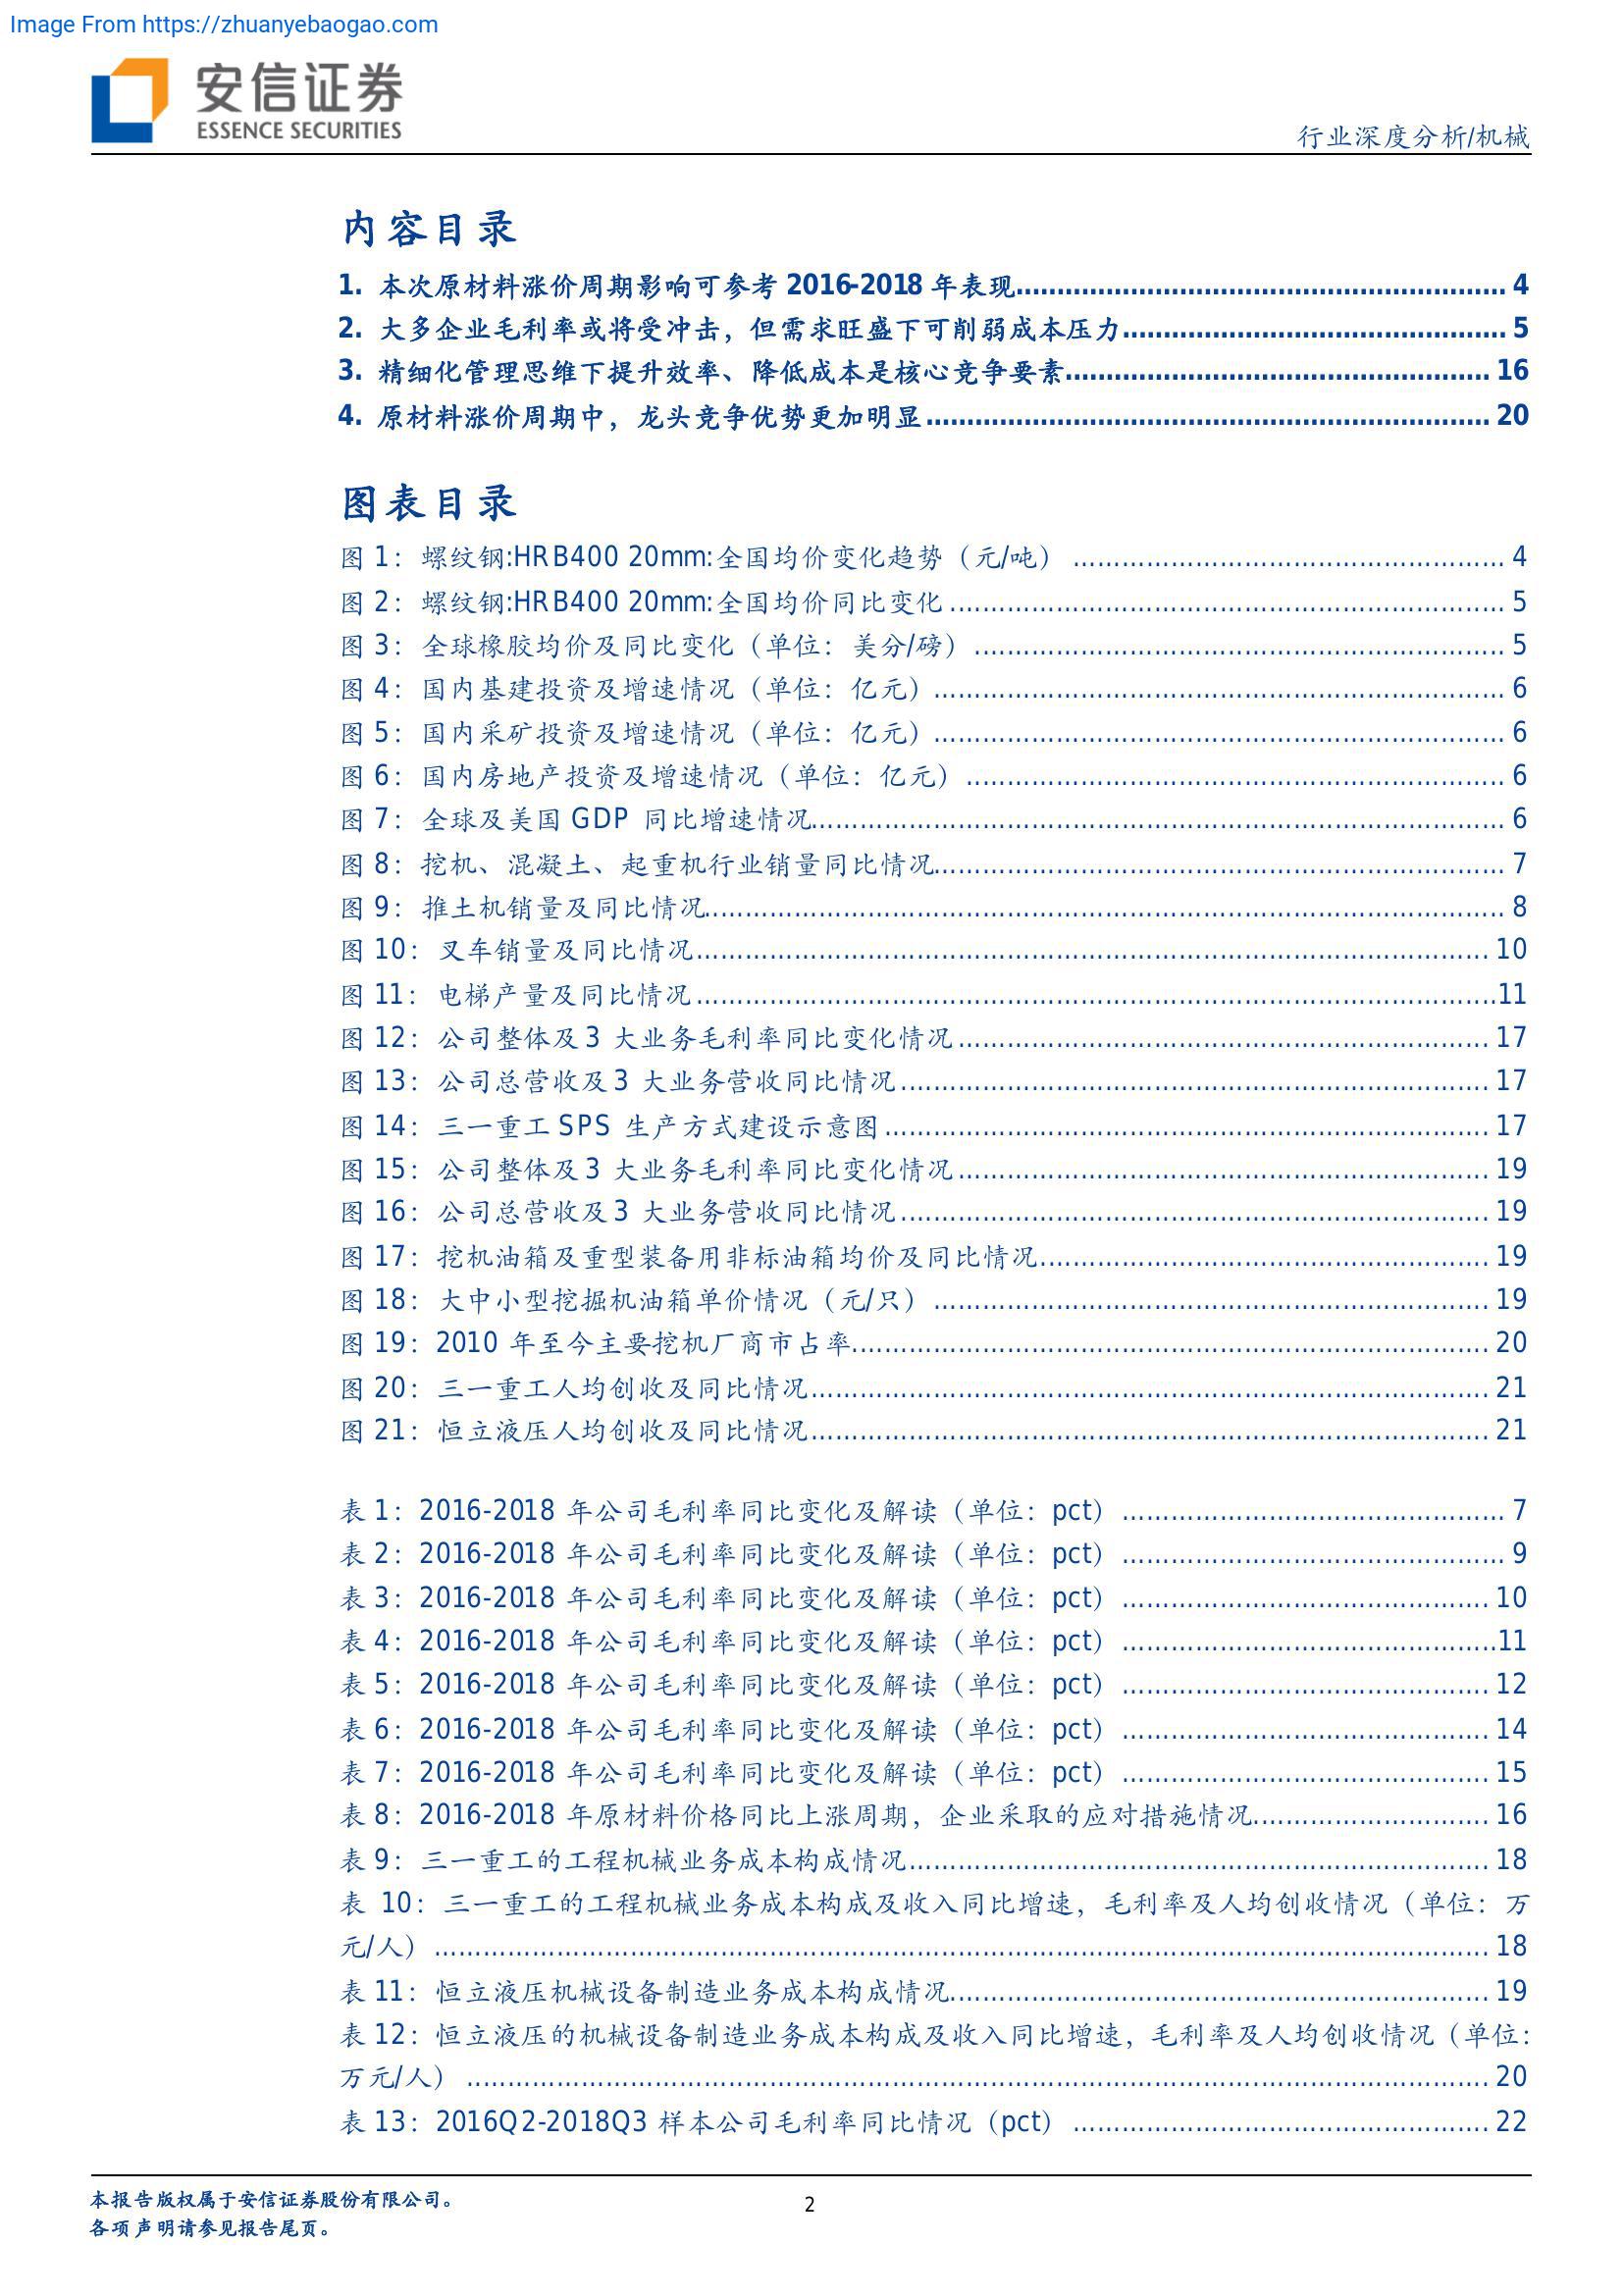 Image From https://zhuanyebaogao.com
安信证券
ESSENCE SECURITIES
行业深度分析/机械
内容目录
1. 本次原材料涨价周期影响可参考 2016-2018 年表现 4
2. 大多企业毛利率或将受冲击，但需求旺盛下可削弱成本压力 5
3. 精细化管理思维下提升效率、降低成本是核心竞争要素 16
4. 原材料涨价周期中，龙头竞争优势更加明显 20
图表目录
图 1：螺纹钢:HRB400 20mm:全国均价变化趋势（元/吨） 4
图 2：螺纹钢:HRB400 20mm:全国均价同比变化 5
图 3：全球橡胶均价及同比变化（单位：美分/磅） 5
图 4：国内基建投资及增速情况（单位：亿元） 6
图 5：国内采矿投资及增速情况（单位：亿元） 6
图 6：国内房地产投资及增速情况（单位：亿元） 6
图 7：全球及美国 GDP 同比增速情况 6
图 8：挖机、混凝土、起重机行业销量同比情况 7
图 9：推土机销量及同比情况 8
图 10：叉车销量及同比情况 10
图 11：电梯产量及同比情况 11
图 12：公司整体及 3 大业务毛利率同比变化情况 17
图 13：公司总营收及 3 大业务营收同比情况 17
图 14：三一重工 SPS 生产方式建设示意图 17
图 15：公司整体及 3 大业务毛利率同比变化情况 19
图 16：公司总营收及 3 大业务营收同比情况 19
图 17：挖机油箱及重型装备用非标油箱均价及同比情况 19
图 18：大中小型挖掘机油箱单价情况（元/只） 19
图 19：2010 年至今主要挖机厂商市占率 20
图 20：三一重工人均创收及同比情况 21
图 21：恒立液压人均创收及同比情况 21
表 1：2016-2018 年公司毛利率同比变化及解读（单位：pct） 7
表 2：2016-2018 年公司毛利率同比变化及解读（单位：pct） 9
表 3：2016-2018 年公司毛利率同比变化及解读（单位：pct） 10
表 4：2016-2018 年公司毛利率同比变化及解读（单位：pct） 11
表 5：2016-2018 年公司毛利率同比变化及解读（单位：pct） 12
表 6：2016-2018 年公司毛利率同比变化及解读（单位：pct） 14
表 7：2016-2018 年公司毛利率同比变化及解读（单位：pct） 15
表 8：2016-2018 年原材料价格同比上涨周期，企业采取的应对措施情况 16
表 9：三一重工的工程机械业务成本构成情况 18
表 10：三一重工的工程机械业务成本构成及收入同比增速，毛利率及人均创收情况（单位：万
元/人） 18
表 11：恒立液压机械设备制造业务成本构成情况 19
表 12：恒立液压的机械设备制造业务成本构成及收入同比增速，毛利率及人均创收情况（单位：
万元/人） 20
表 13：2016Q2-2018Q3 样本公司毛利率同比情况（pct） 22
本报告版权属于安信证券股份有限公司。
各项声明请参见报告尾页。
2